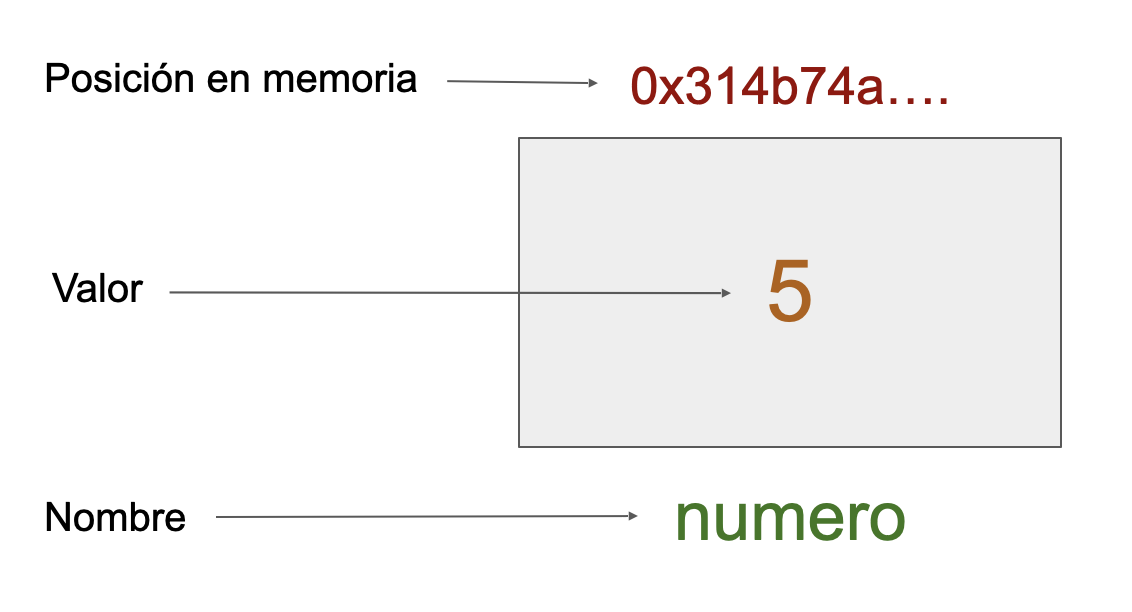 Posición en memoria
0x314b74a....
Valor
5
Nombre
numero